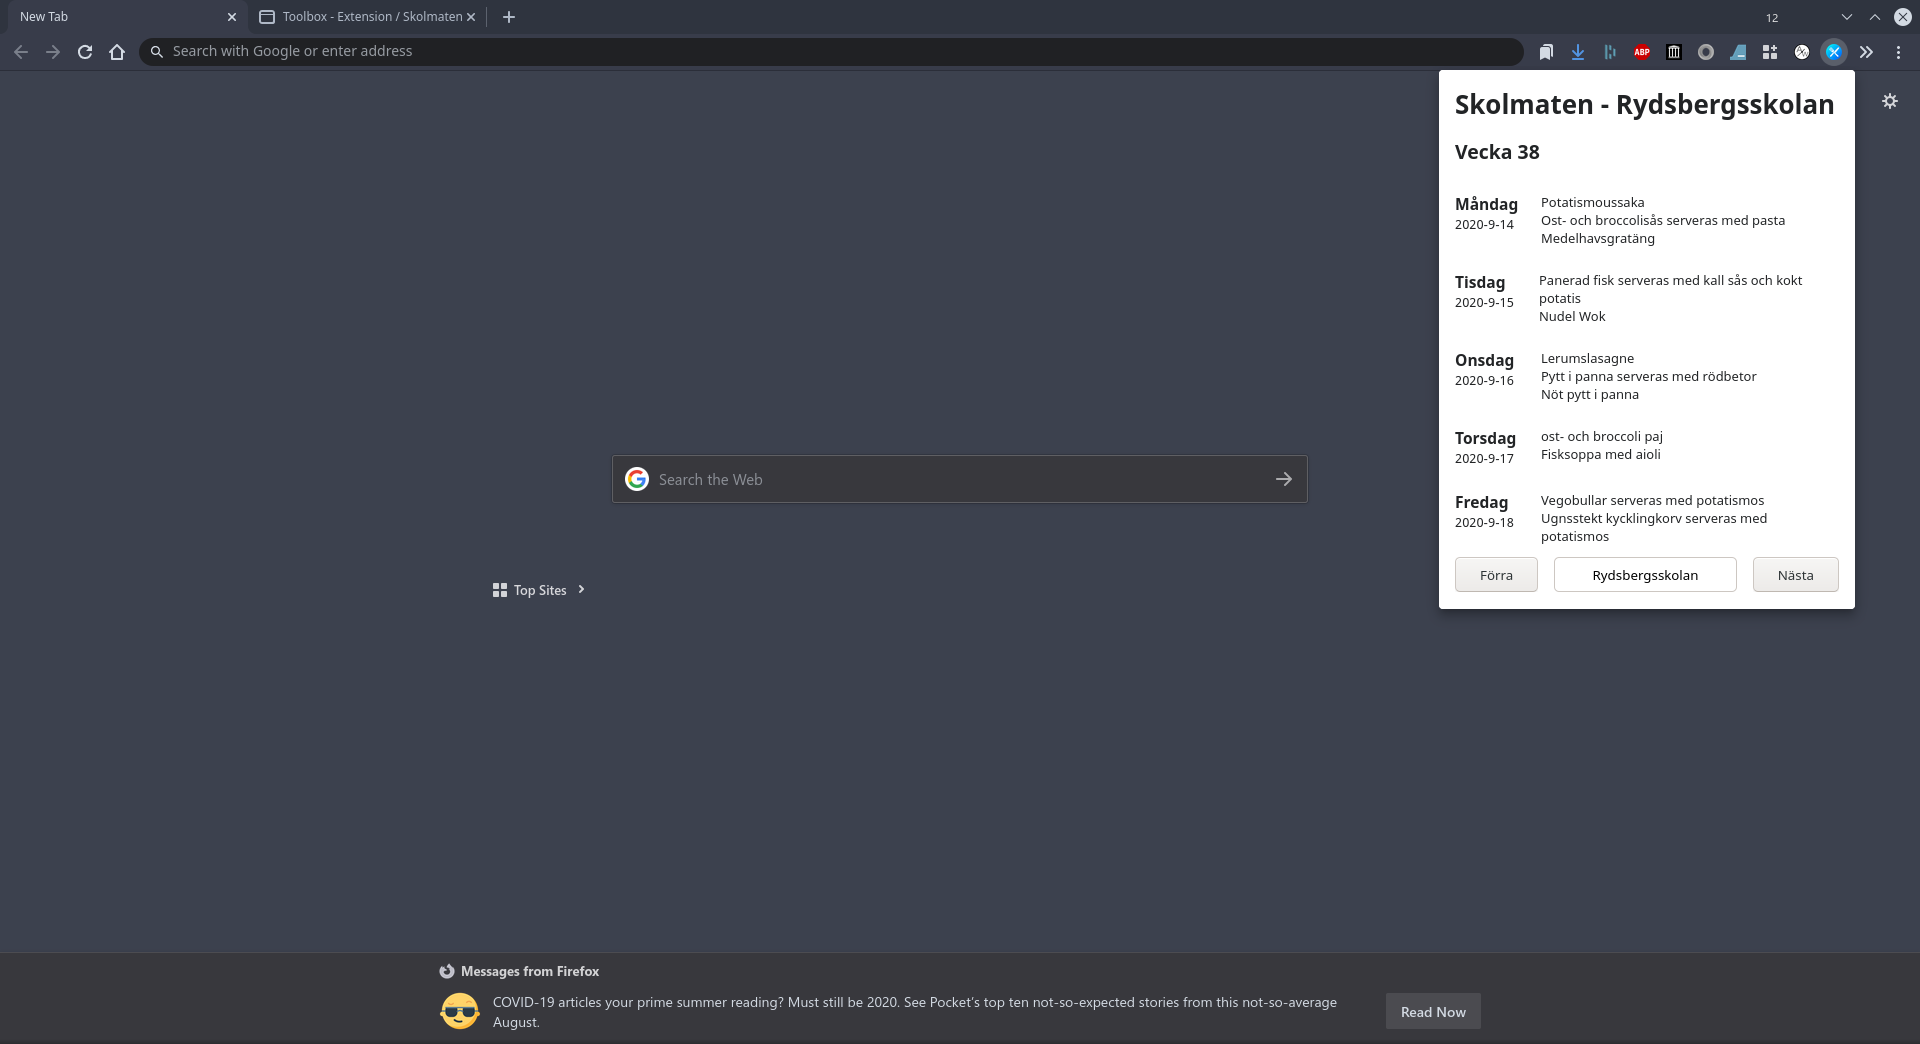 New Tab
Toolbox - Extension / Skolmaten
12
Search with Google or enter address
ABP
Skolmaten - Rydsbergsskolan
Vecka 38
Måndag
2020-9-14
Potatismoussaka
Ost- och broccolisås serveras med pasta
Medelhavsgratäng
Tisdag
2020-9-15
Panerad fisk serveras med kall sås och kokt
potatis
Nudel Wok
Onsdag
2020-9-16
Lerumslasagne
Pytt i panna serveras med rödbetor
Nöt pytt i panna
Torsdag
2020-9-17
ost- och broccoli paj
Fisksoppa med aioli
Fredag
2020-9-18
Vegobullar serveras med potatismos
Ugnsstekt kycklingkorv serveras med
potatismos
Förra
Rydsbergsskolan
Nästa
Search the Web
Top Sites
Messages from Firefox
COVID-19 articles your prime summer reading? Must still be 2020. See Pocket's top ten not-so-expected stories from this not-so-average
August.
Read Now